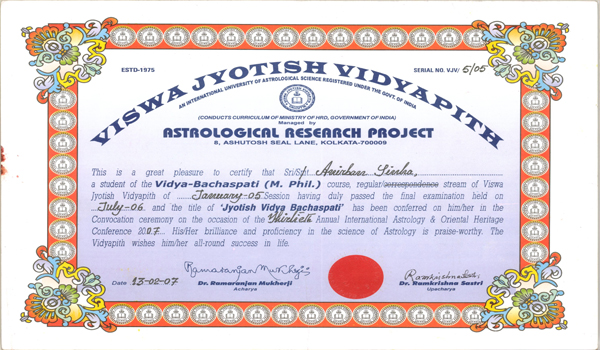 ESTD-1975
SERIAL NO. VJV/ 5/05
VISWA JYOTISH VIDYAPITH
AN INTERNATIONAL UNIVERSITY OF ASTROLOGICAL SCIENCE REGISTERED UNDER THE GOVT. OF INDIA
(CONDUCTS CURRICULUM OF MINISTRY OF HRD, GOVERNMENT OF INDIA)
Managed by
ASTROLOGICAL RESEARCH PROJECT
8, ASHUTOSH SEAL LANE, KOLKATA-700009
This is a great pleasure to certify that Sri/Smt. Anirban Sinha,
a student of the Vidya-Bachaspati (M. Phil.) course, regular/correspondence stream of Viswa
Jyotish Vidyapith of January-05 Session having duly passed the final examination held on
July-06 and the title of "Jyotish Vidya Bachaspati" has been conferred on him/her in the
Convocation ceremony on the occasion of the Thirtieth Annual International Astrology & Oriental Heritage
Conference 2007. His/Her brilliance and proficiency in the science of Astrology is praise-worthy. The
Vidyapith wishes him/her all-round success in life.
Ramaranjan Mukherji
Ramkrishna Sastri
Date 13-02-07
Dr. Ramaranjan Mukherji
Acharya
Dr. Ramkrishna Sastri
Upacharya